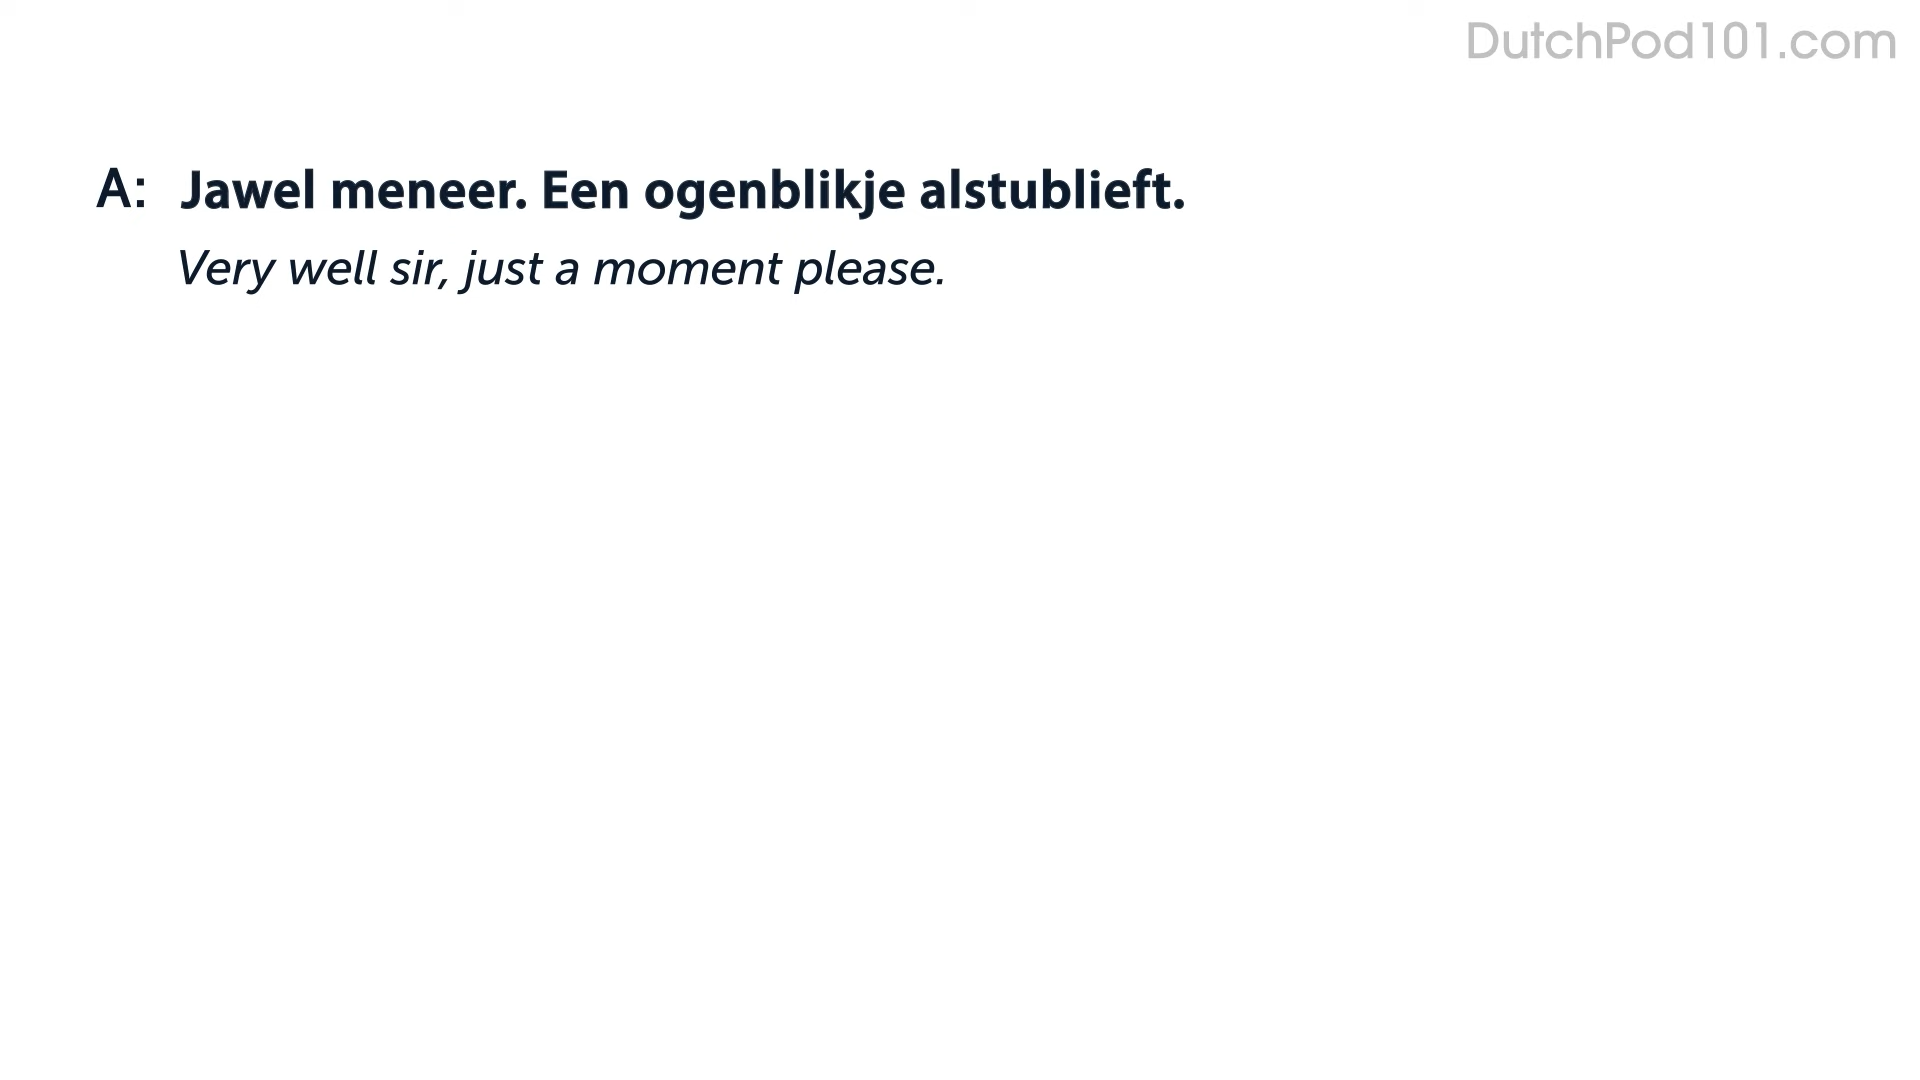 DutchPod101.com
A: Jawel meneer. Een ogenblikje alstublieft.
Very well sir, just a moment please.